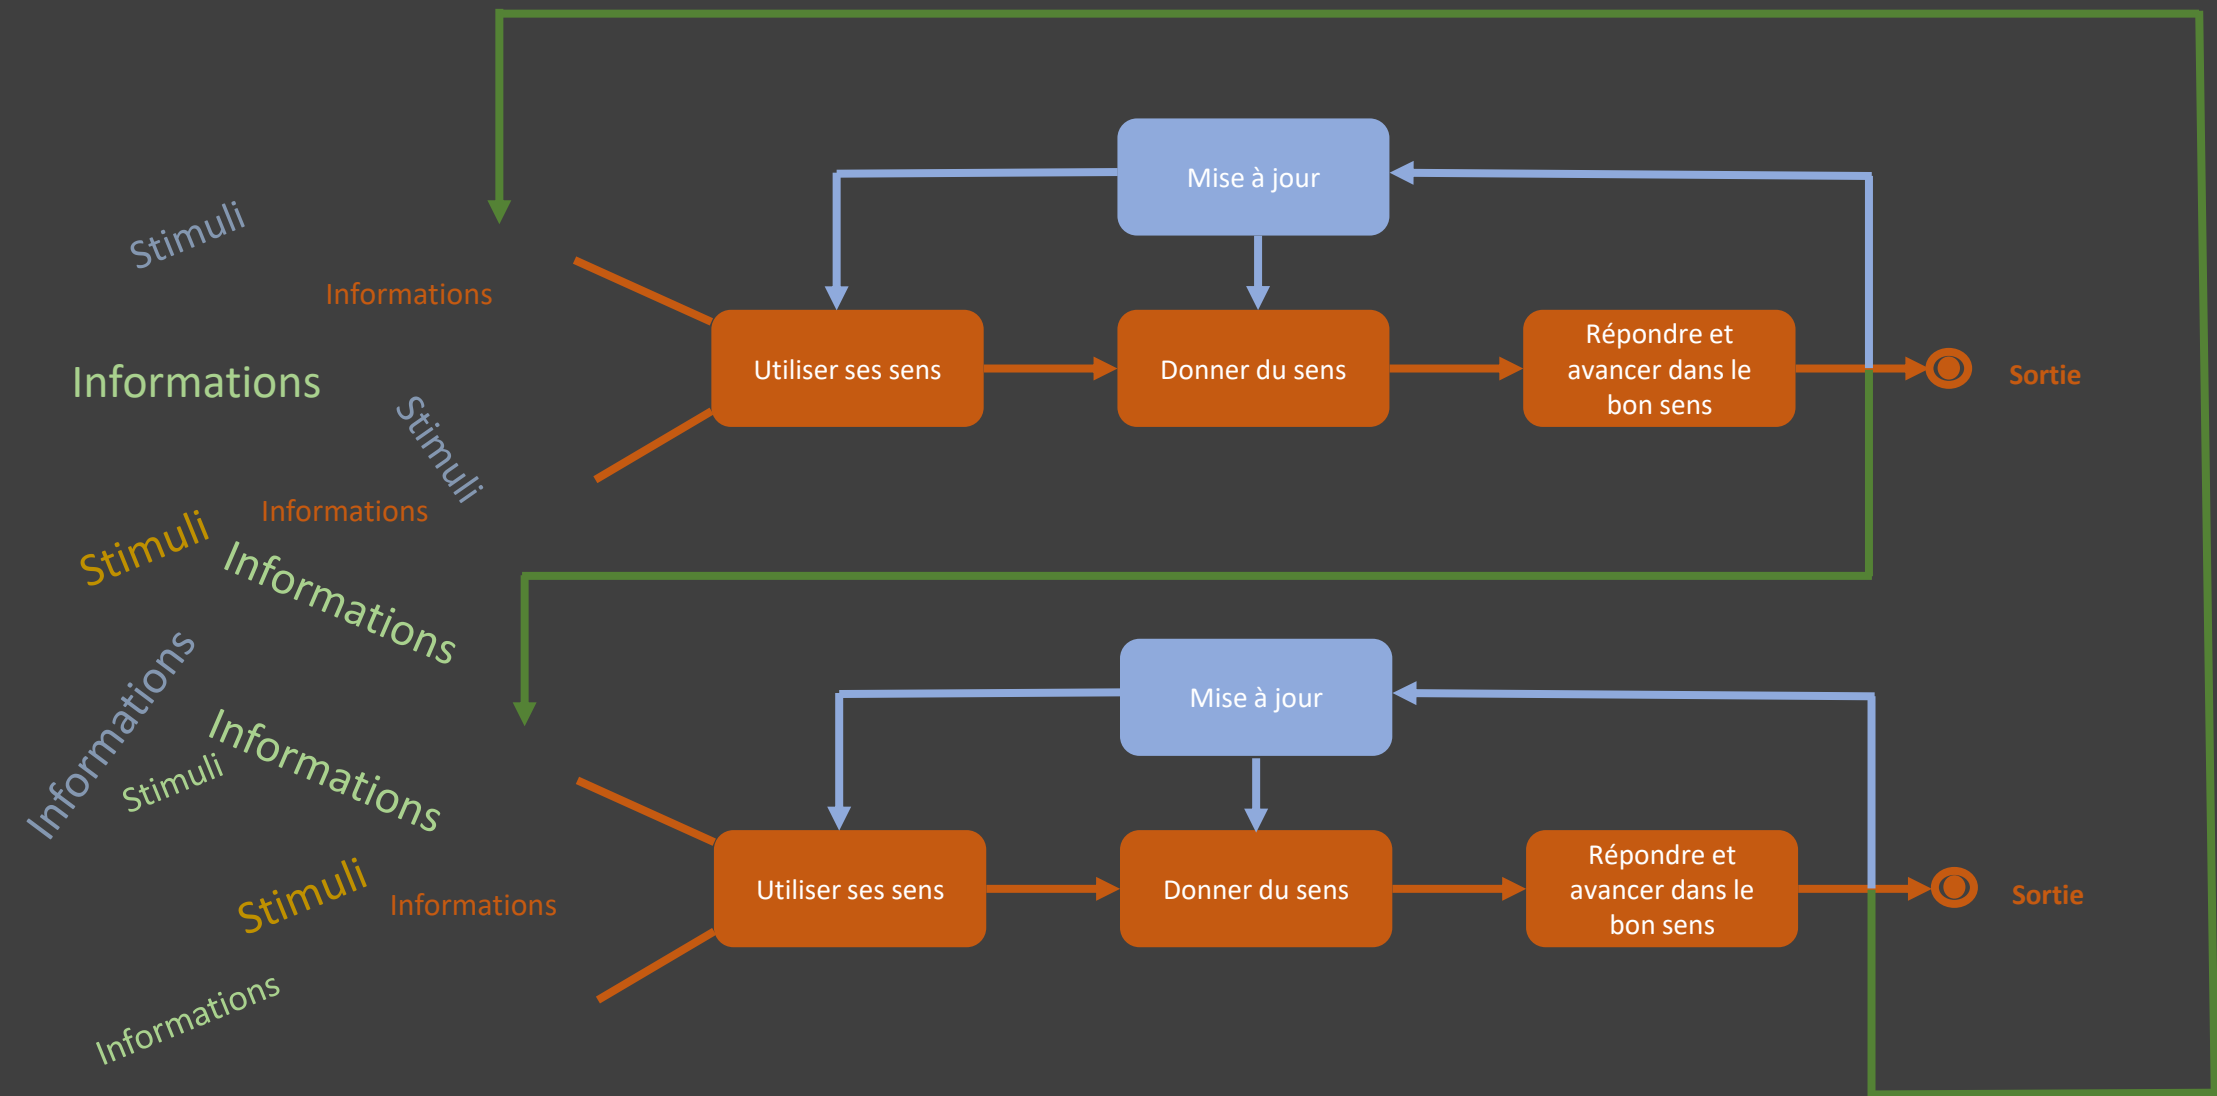 Mise à jour
Stimuli
Informations
Informations
Stimuli
Utiliser ses sens
Donner du sens
Répondre et
avancer dans le
bon sens
Sortie
Informations
Stimuli
Informations
Informations
Informations
Stimuli
Mise à jour
Stimuli
Informations
Utiliser ses sens
Donner du sens
Répondre et
avancer dans le
bon sens
Sortie
Informations